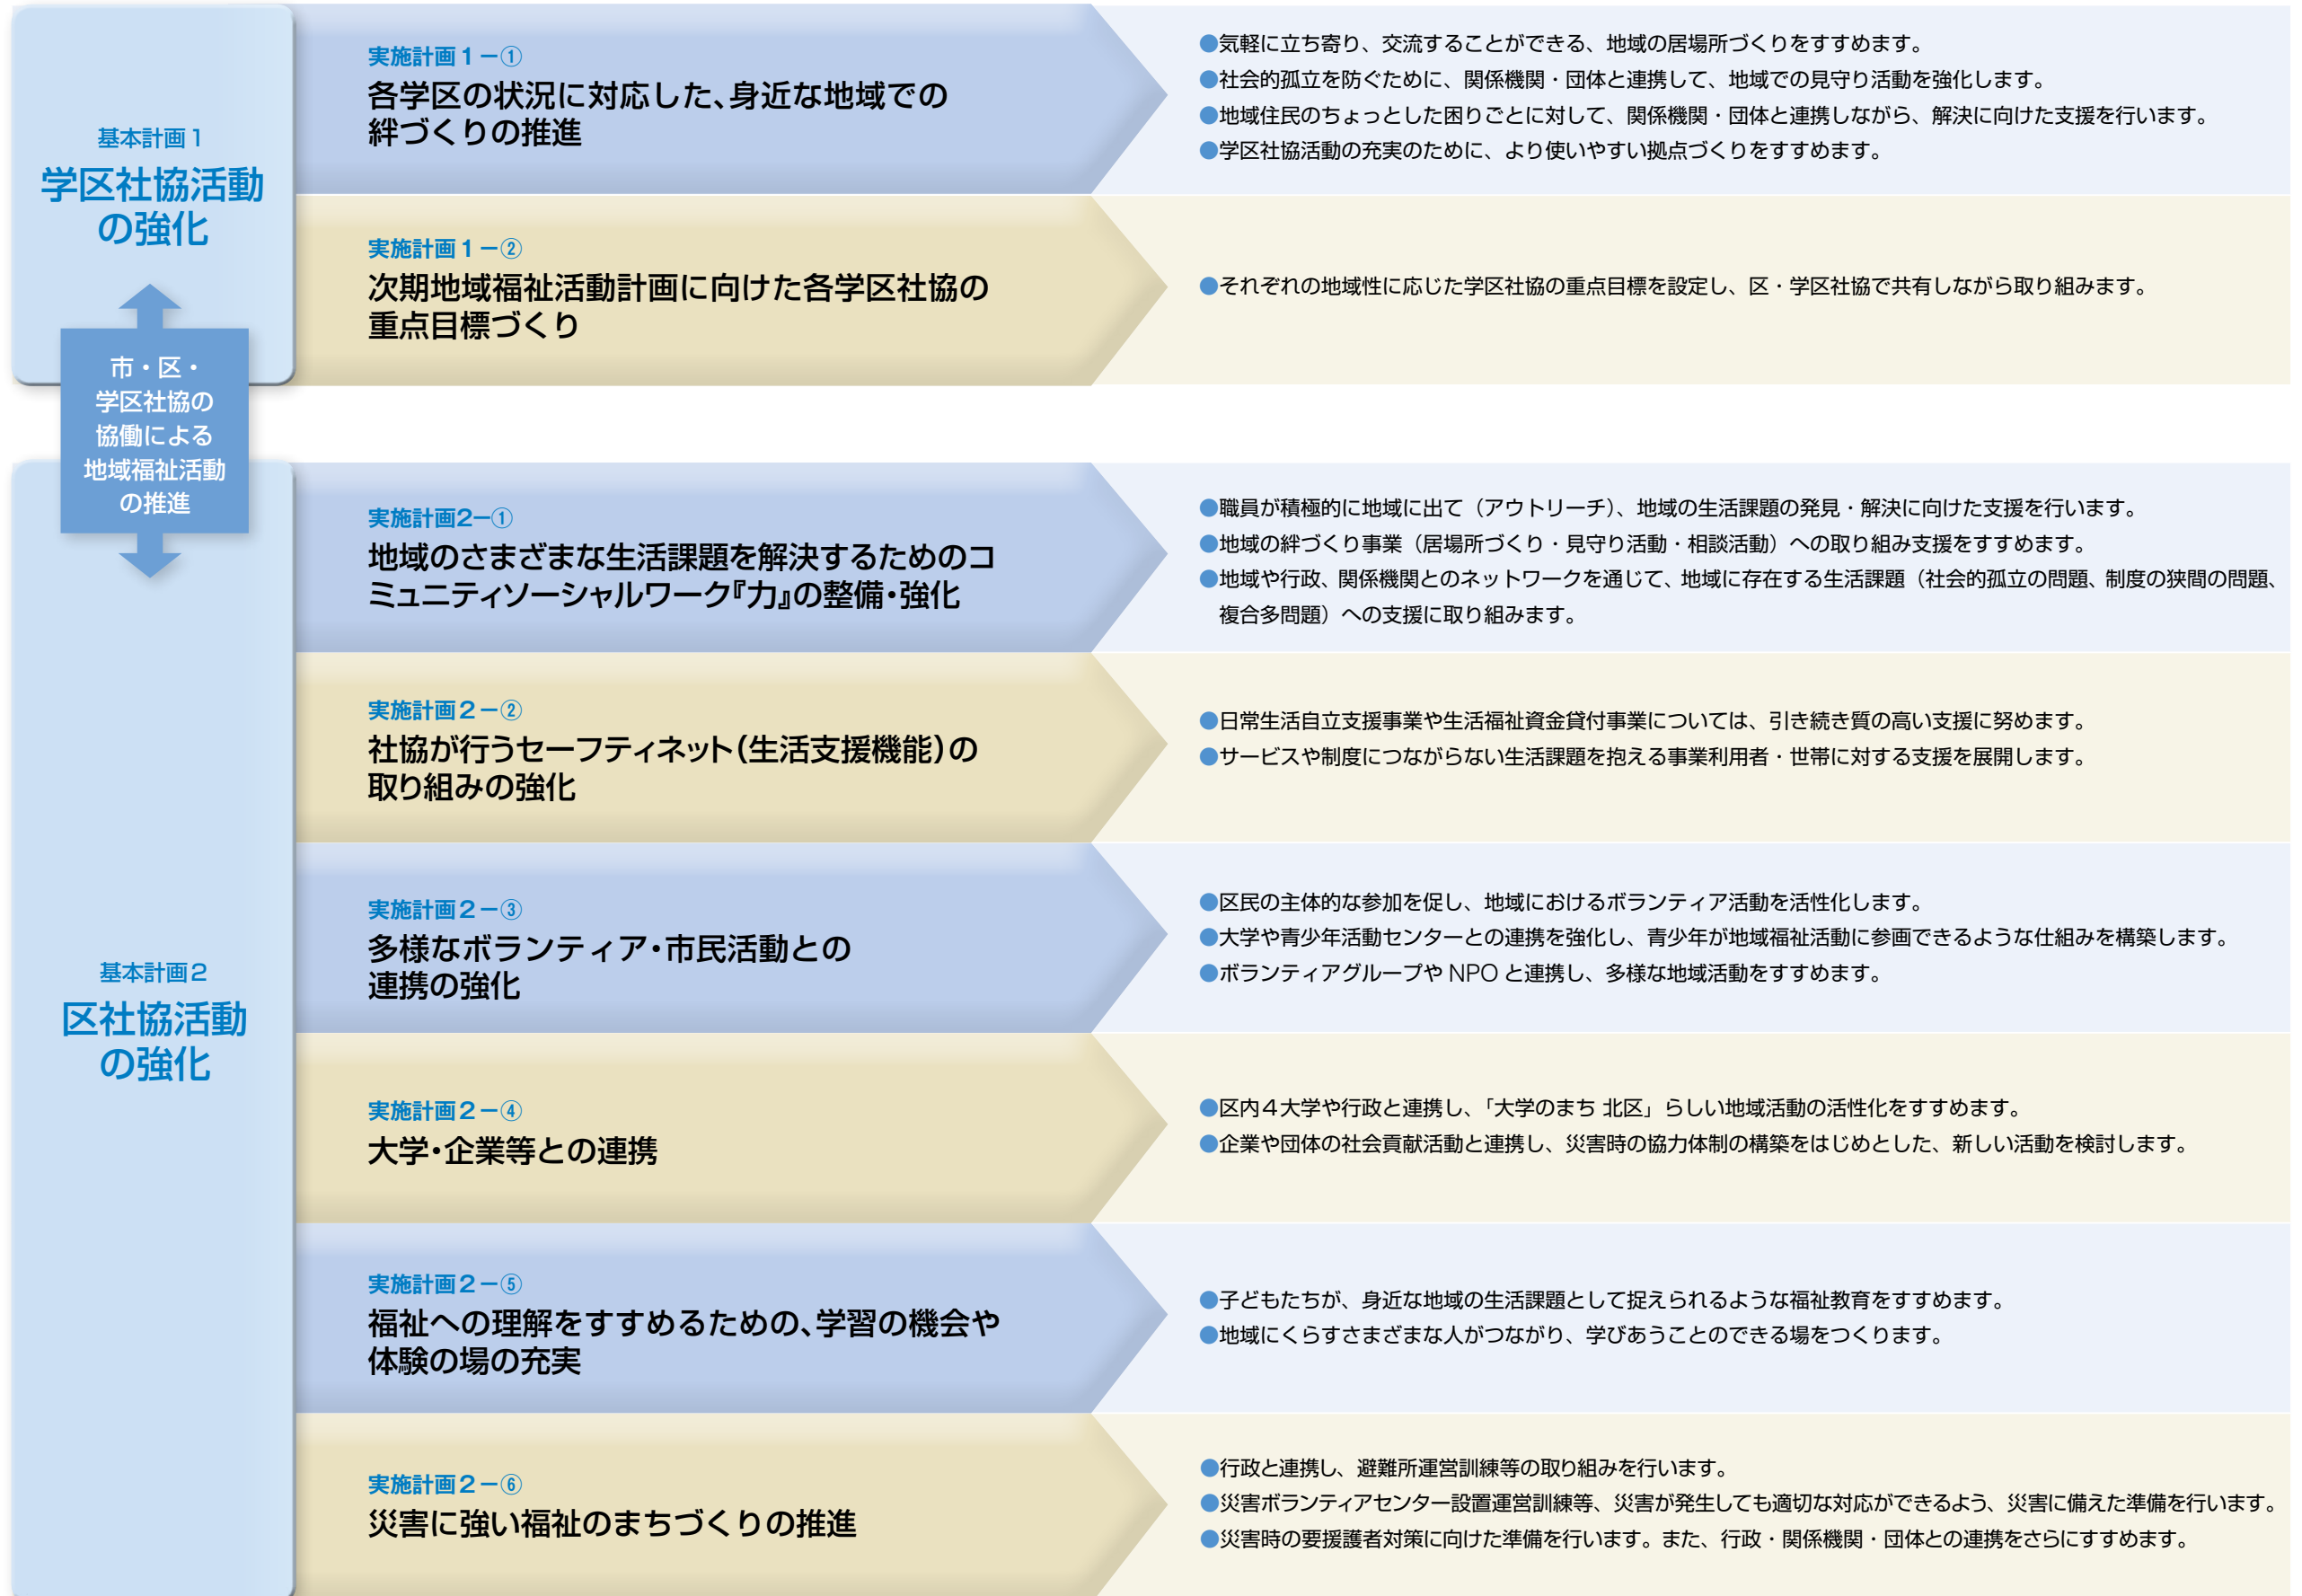 基本計画１
学区社協活動
の強化
実施計画１－①
各学区の状況に対応した、身近な地域での
絆づくりの推進
●気軽に立ち寄り、交流することができる、地域の居場所づくりをすすめます。
●社会的孤立を防ぐために、関係機関・団体と連携して、地域での見守り活動を強化します。
●地域住民のちょっとした困りごとに対して、関係機関・団体と連携しながら、解決に向けた支援を行います。
●学区社協活動の充実のために、より使いやすい拠点づくりをすすめます。
実施計画１－②
次期地域福祉活動計画に向けた各学区社協の
重点目標づくり
●それぞれの地域性に応じた学区社協の重点目標を設定し、区・学区社協で共有しながら取り組みます。
市・区・
学区社協の
協働による
地域福祉活動
の推進
基本計画２
区社協活動
の強化
実施計画2－①
地域のさまざまな生活課題を解決するためのコ
ミュニティソーシャルワーク『力』の整備・強化
●職員が積極的に地域に出て（アウトリーチ）、地域の生活課題の発見・解決に向けた支援を行います。
●地域の絆づくり事業（居場所づくり・見守り活動・相談活動）への取り組み支援をすすめます。
●地域や行政、関係機関とのネットワークを通じて、地域に存在する生活課題（社会的孤立の問題、制度の狭間の問題、
複合多問題）への支援に取り組みます。
実施計画２－②
社協が行うセーフティネット（生活支援機能）の
取り組みの強化
●日常生活自立支援事業や生活福祉資金貸付事業については、引き続き質の高い支援に努めます。
●サービスや制度につながらない生活課題を抱える事業利用者・世帯に対する支援を展開します。
実施計画２－③
多様なボランティア・市民活動との
連携の強化
●区民の主体的な参加を促し、地域におけるボランティア活動を活性化します。
●大学や青少年活動センターとの連携を強化し、青少年が地域福祉活動に参画できるような仕組みを構築します。
●ボランティアグループや NPO と連携し、多様な地域活動をすすめます。
実施計画２－④
大学・企業等との連携
●区内４大学や行政と連携し、「大学のまち 北区」らしい地域活動の活性化をすすめます。
●企業や団体の社会貢献活動と連携し、災害時の協力体制の構築をはじめとした、新しい活動を検討します。
実施計画２－⑤
福祉への理解をすすめるための、学習の機会や
体験の場の充実
●子どもたちが、身近な地域の生活課題として捉えられるような福祉教育をすすめます。
●地域にくらすさまざまな人がつながり、学びあうことのできる場をつくります。
実施計画２－⑥
災害に強い福祉のまちづくりの推進
●行政と連携し、避難所運営訓練等の取り組みを行います。
●災害ボランティアセンター設置運営訓練等、災害が発生しても適切な対応ができるよう、災害に備えた準備を行います。
●災害時の要援護者対策に向けた準備を行います。また、行政・関係機関・団体との連携をさらにすすめます。